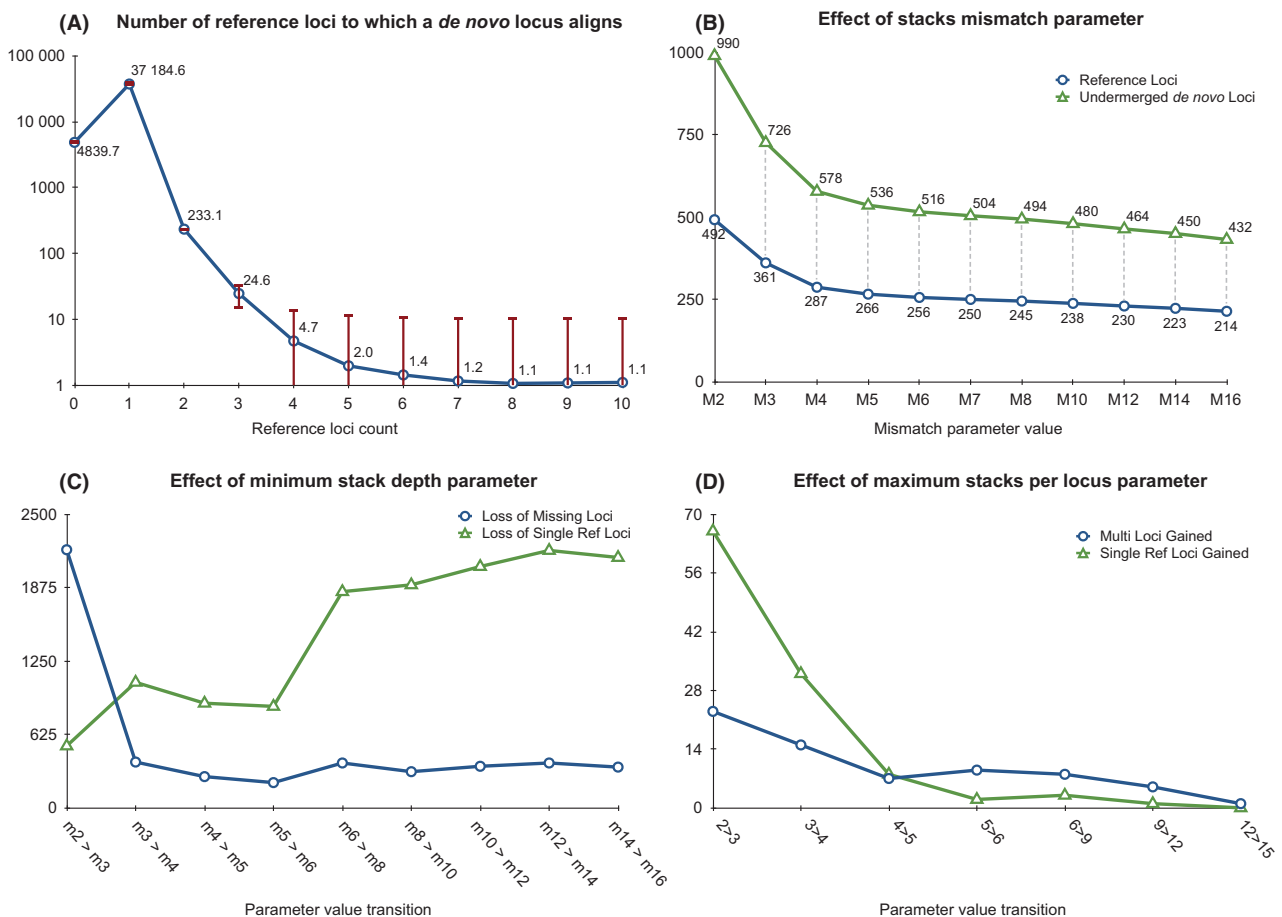 (A) Number of reference loci to which a de novo locus aligns
100 000
10 000
1000
100
10
1
4839.7
37 184.6
233.1
24.6
4.7
2.0
1.4
1.2
1.1
1.1
1.1
0 1 2 3 4 5 6 7 8 9 10
Reference loci count
(B) Effect of stacks mismatch parameter
1000
750
500
250
0
Reference Loci
Undermerged de novo Loci
990
726
578
536
516
504
494
480
464
450
432
492
361
287
266
256
250
245
238
230
223
214
M2 M3 M4 M5 M6 M7 M8 M10 M12 M14 M16
Mismatch parameter value
(C) Effect of minimum stack depth parameter
2500
1875
1250
625
0
Loss of Missing Loci
Loss of Single Ref Loci
m2 > m3
m3 > m4
m4 > m5
m5 > m6
m6 > m8
m8 > m10
m10 > m12
m12 > m14
m14 > m16
Parameter value transition
(D) Effect of maximum stacks per locus parameter
70
56
42
28
14
0
Multi Loci Gained
Single Ref Loci Gained
2>3
3>4
4>5
5>6
6>9
9>12
12>15
Parameter value transition